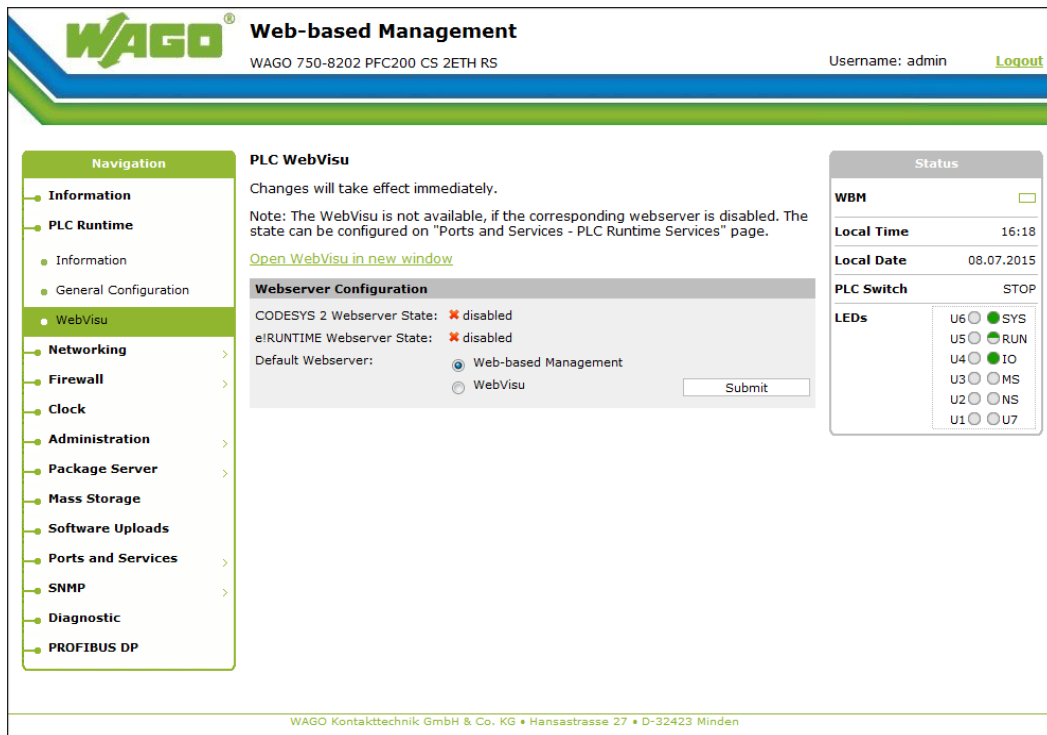 WAGO®
Web-based Management
WAGO 750-8202 PFC200 CS 2ETH RS
Username: admin
Logout
Navigation
Information
PLC Runtime
Information
General Configuration
WebVisu
Networking
Firewall
Clock
Administration
Package Server
Mass Storage
Software Uploads
Ports and Services
SNMP
Diagnostic
PROFIBUS DP
PLC WebVisu
Changes will take effect immediately.
Note: The WebVisu is not available, if the corresponding webserver is disabled. The
state can be configured on "Ports and Services - PLC Runtime Services" page.
Open WebVisu in new window
Webserver Configuration
CODESYS 2 Webserver State: disabled
e!RUNTIME Webserver State: disabled
Default Webserver: Web-based Management
WebVisu
Submit
Status
WBM
Local Time 16:18
Local Date 08.07.2015
PLC Switch STOP
LEDs U6 SYS
U5 RUN
U4 IO
U3 MS
U2 NS
U1 U7
WAGO Kontakttechnik GmbH & Co. KG • Hansastrasse 27 • D-32423 Minden